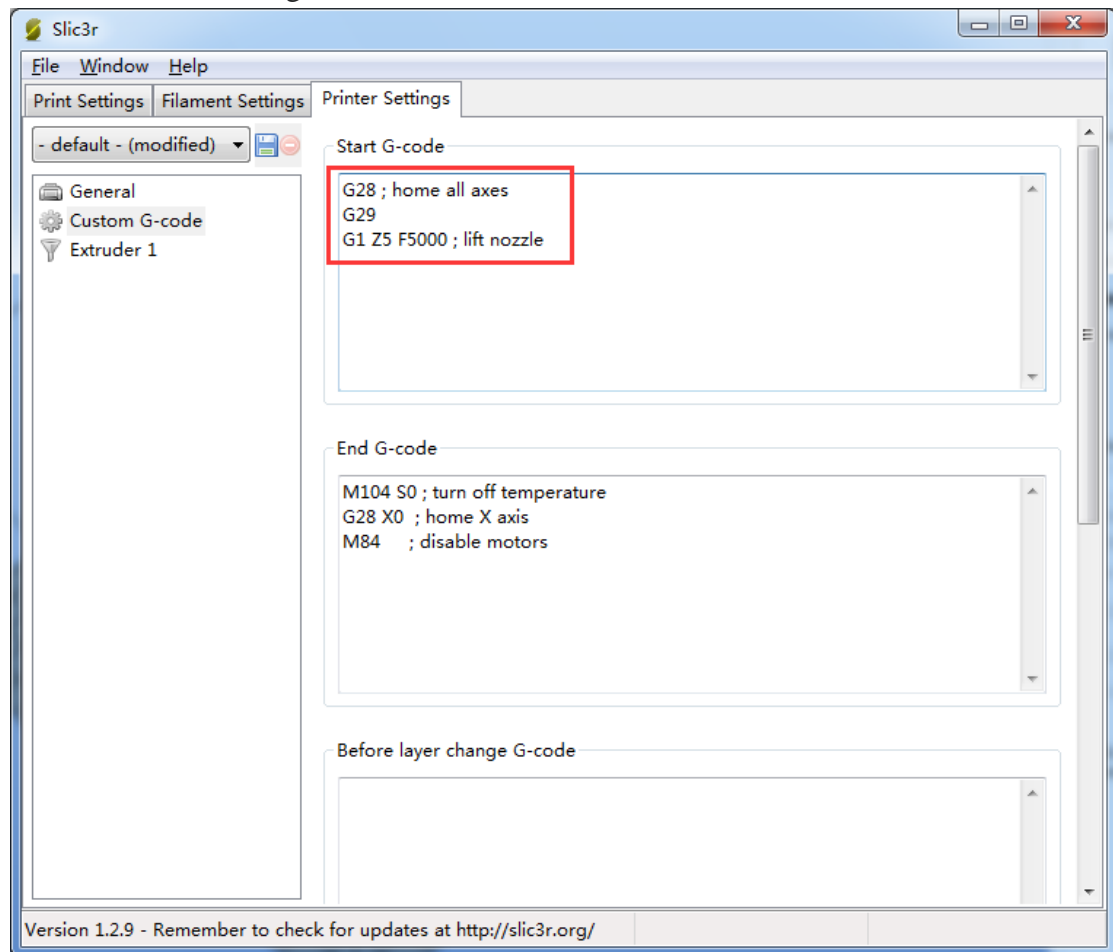 Slic3r
File Window Help
Print Settings Filament Settings Printer Settings
- default - (modified)
General
Custom G-code
Extruder 1
Start G-code
G28 ; home all axes
G29
G1 Z5 F5000 ; lift nozzle
End G-code
M104 S0 ; turn off temperature
G28 X0 ; home X axis
M84 ; disable motors
Before layer change G-code
Version 1.2.9 - Remember to check for updates at http://slic3r.org/